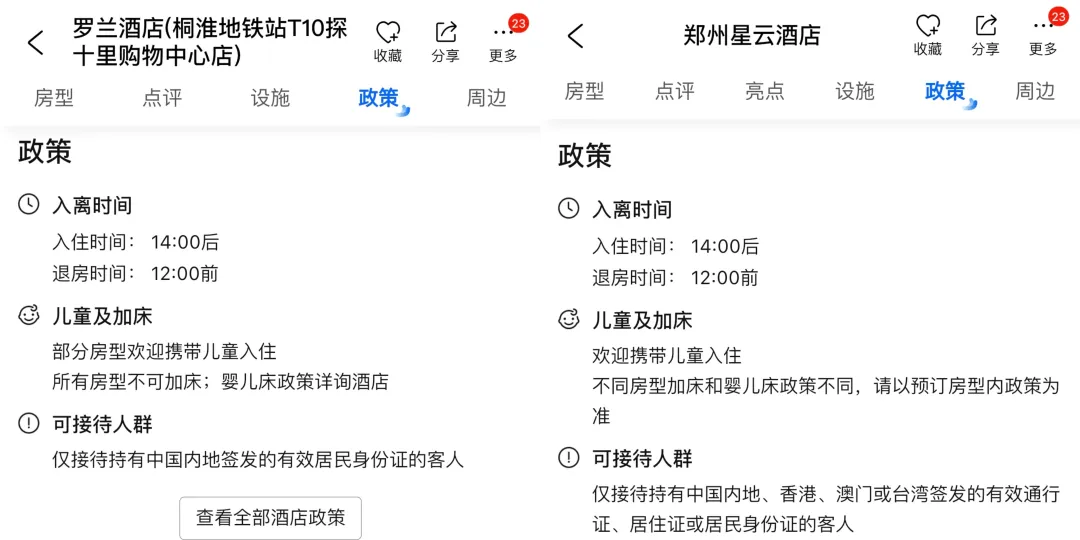 罗兰酒店(桐淮地铁站T10探
十里购物中心店)
收藏
分享
23
更多
房型
点评
设施
政策
周边
政策
入离时间
入住时间： 14:00后
退房时间： 12:00前
儿童及加床
部分房型欢迎携带儿童入住
所有房型不可加床；婴儿床政策详询酒店
可接待人群
仅接待持有中国内地签发的有效居民身份证的客人
查看全部酒店政策
郑州星云酒店
收藏
分享
23
更多
房型
点评
亮点
设施
政策
周边
政策
入离时间
入住时间： 14:00后
退房时间： 12:00前
儿童及加床
欢迎携带儿童入住
不同房型加床和婴儿床政策不同，请以预订房型内政策为
准
可接待人群
仅接待持有中国内地、香港、澳门或台湾签发的有效通行
证、居住证或居民身份证的客人